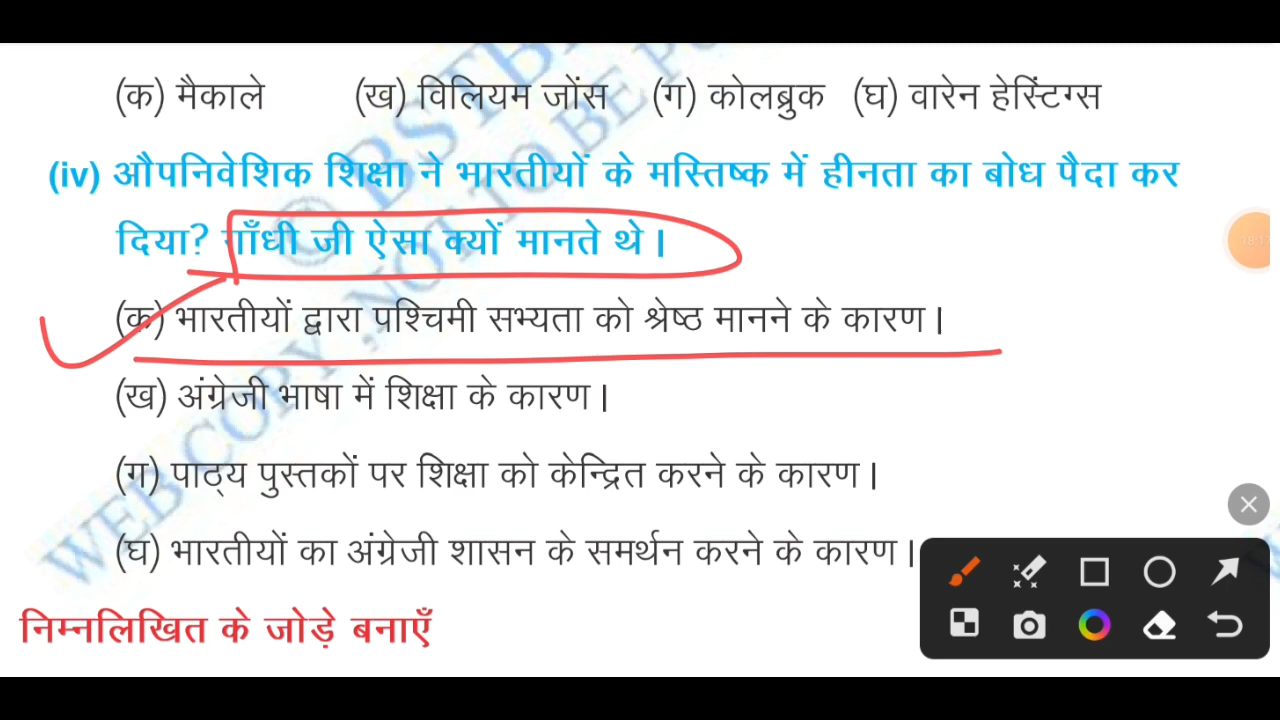 (क) मैकाले (ख) विलियम जोंस (ग) कोलब्रुक (घ) वारेन हेस्टिंग्स
(iv) औपनिवेशिक शिक्षा ने भारतीयों के मस्तिष्क में हीनता का बोध पैदा कर
दिया? गाँधी जी ऐसा क्यों मानते थे।
(क) भारतीयों द्वारा पश्चिमी सभ्यता को श्रेष्ठ मानने के कारण।
(ख) अंग्रेजी भाषा में शिक्षा के कारण।
(ग) पाठ्य पुस्तकों पर शिक्षा को केन्द्रित करने के कारण।
(घ) भारतीयों का अंग्रेजी शासन के समर्थन करने के कारण।
निम्नलिखित के जोड़े बनाएँ